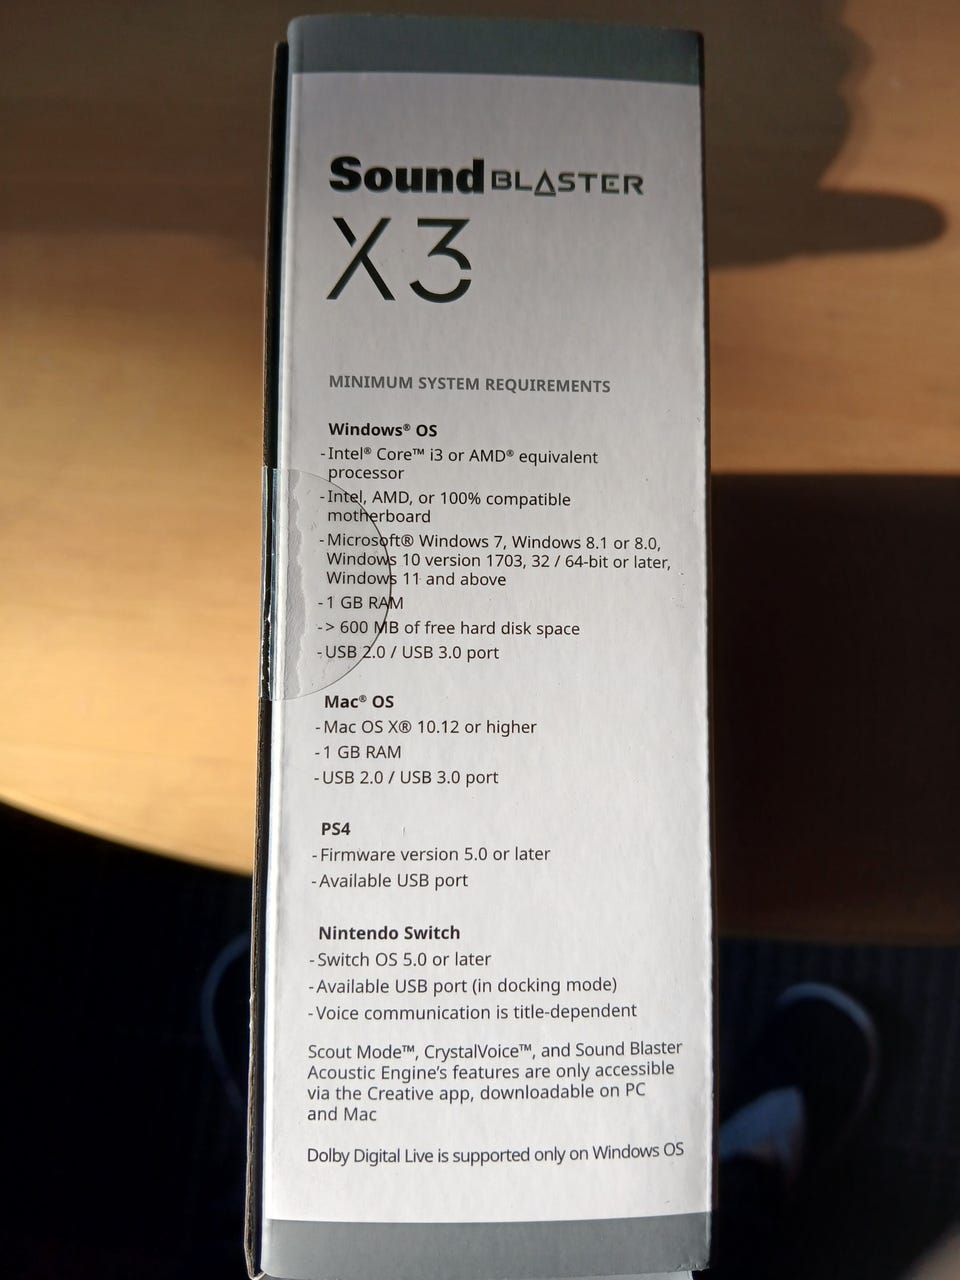 Sound BLASTER
X3
MINIMUM SYSTEM REQUIREMENTS
Windows® OS
- Intel® Core™ i3 or AMD® equivalent
processor
- Intel, AMD, or 100% compatible
motherboard
- Microsoft® Windows 7, Windows 8.1 or 8.0,
Windows 10 version 1703, 32 / 64-bit or later,
Windows 11 and above
- 1 GB RAM
- > 600 MB of free hard disk space
- USB 2.0 / USB 3.0 port
Mac® OS
- Mac OS X® 10.12 or higher
- 1 GB RAM
- USB 2.0 / USB 3.0 port
PS4
- Firmware version 5.0 or later
- Available USB port
Nintendo Switch
- Switch OS 5.0 or later
- Available USB port (in docking mode)
- Voice communication is title-dependent
Scout Mode™, CrystalVoice™, and Sound Blaster
Acoustic Engine's features are only accessible
via the Creative app, downloadable on PC
and Mac
Dolby Digital Live is supported only on Windows OS